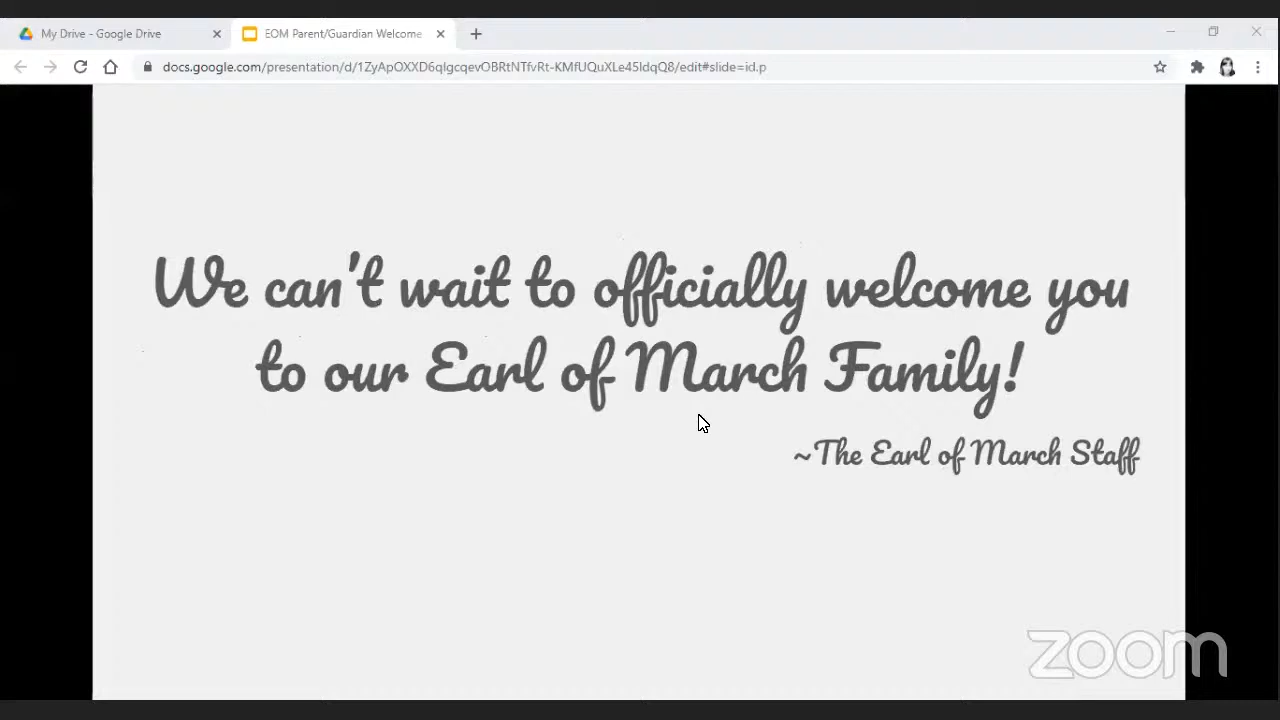 My Drive - Google Drive
EOM Parent/Guardian Welcome
docs.google.com/presentation/d/1ZyApOXXD6qIgcqevOBRtNTfvRt-KMfUQuXLe45ldqQ8/edit#slide=id.p
We can't wait to officially welcome you
to our Earl of March Family!
~The Earl of March Staff
zoom